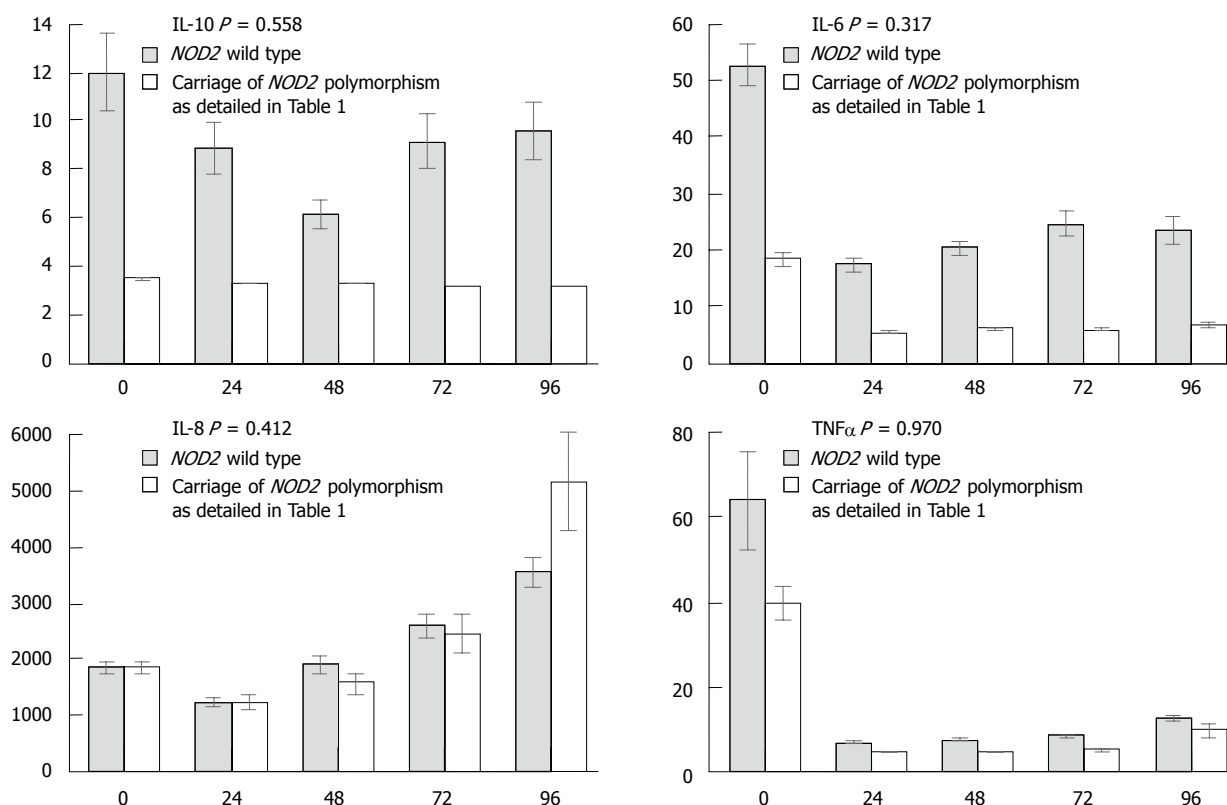 IL-10 P = 0.558
NOD2 wild type
Carriage of NOD2 polymorphism
as detailed in Table 1
14
12
10
8
6
4
2
0
0 24 48 72 96
IL-6 P = 0.317
NOD2 wild type
Carriage of NOD2 polymorphism
as detailed in Table 1
60
50
40
30
20
10
0
0 24 48 72 96
IL-8 P = 0.412
NOD2 wild type
Carriage of NOD2 polymorphism
as detailed in Table 1
6000
5000
4000
3000
2000
1000
0
0 24 48 72 96
TNFα P = 0.970
NOD2 wild type
Carriage of NOD2 polymorphism
as detailed in Table 1
80
60
40
20
0
0 24 48 72 96